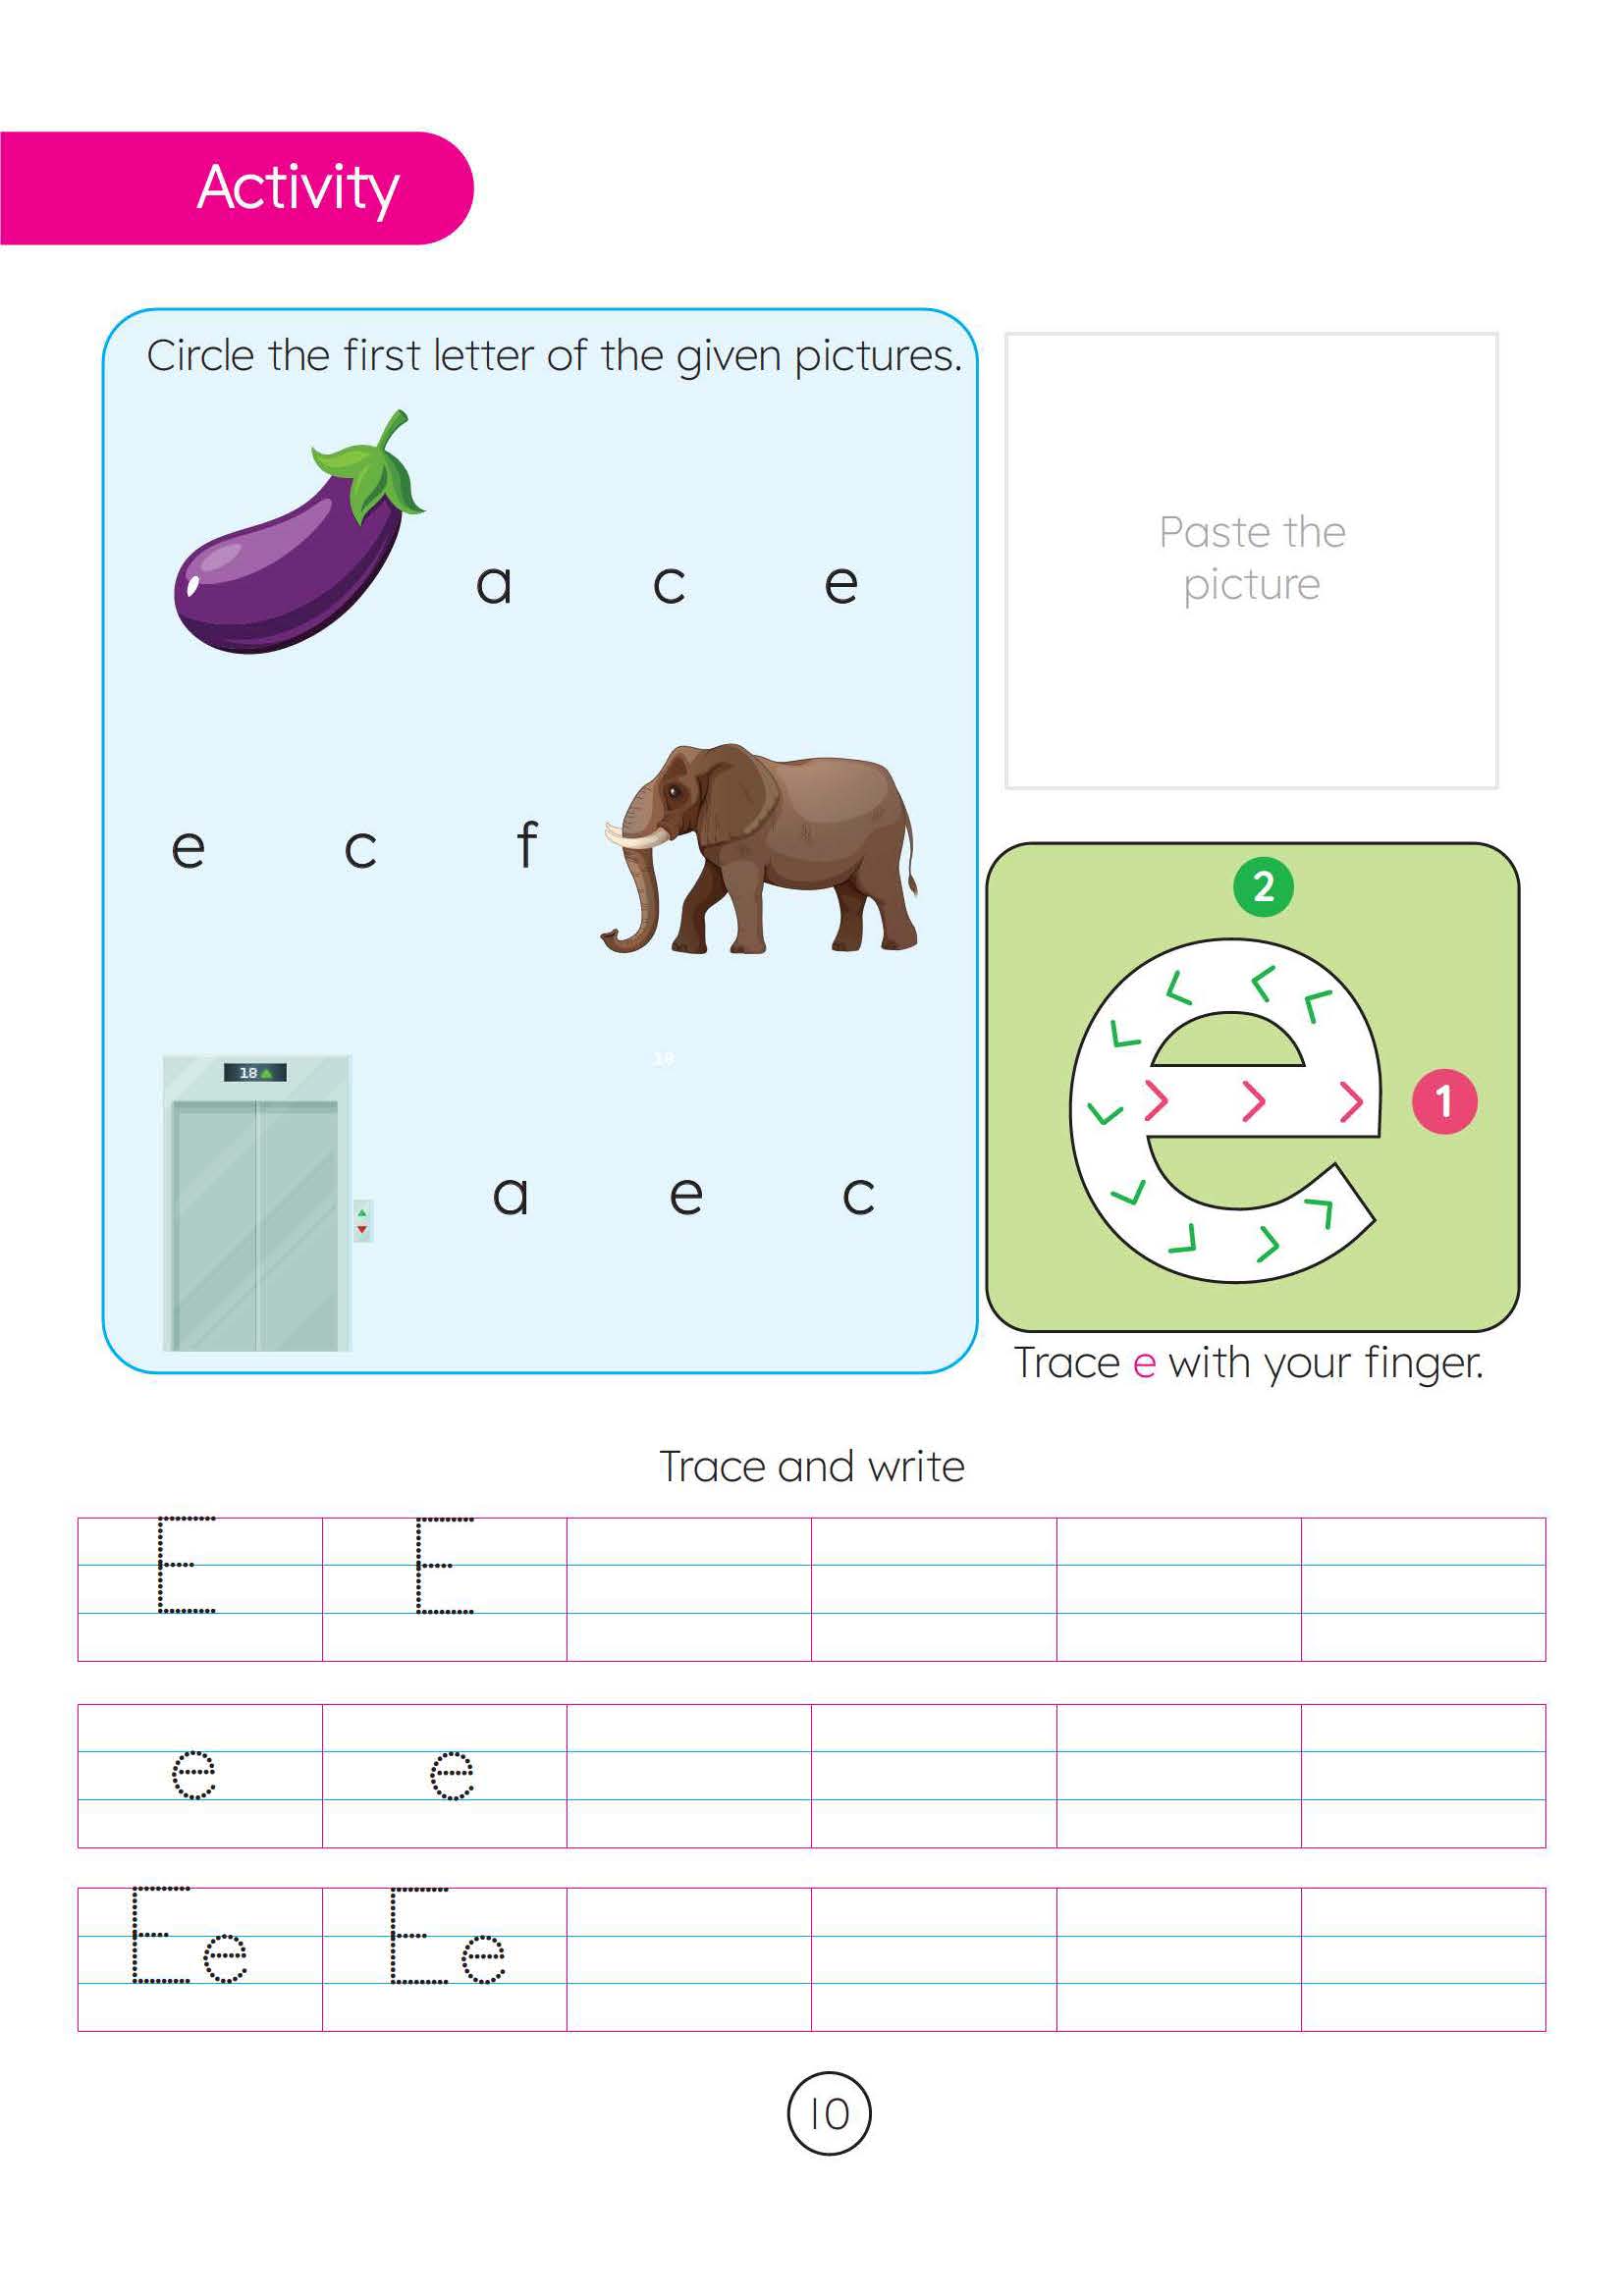 Activity
Circle the first letter of the given pictures.
a c e
e c f
18
18
a e c
Paste the
picture
2
e
1
Trace e with your finger.
Trace and write
E E
e e
Ee Ee
10